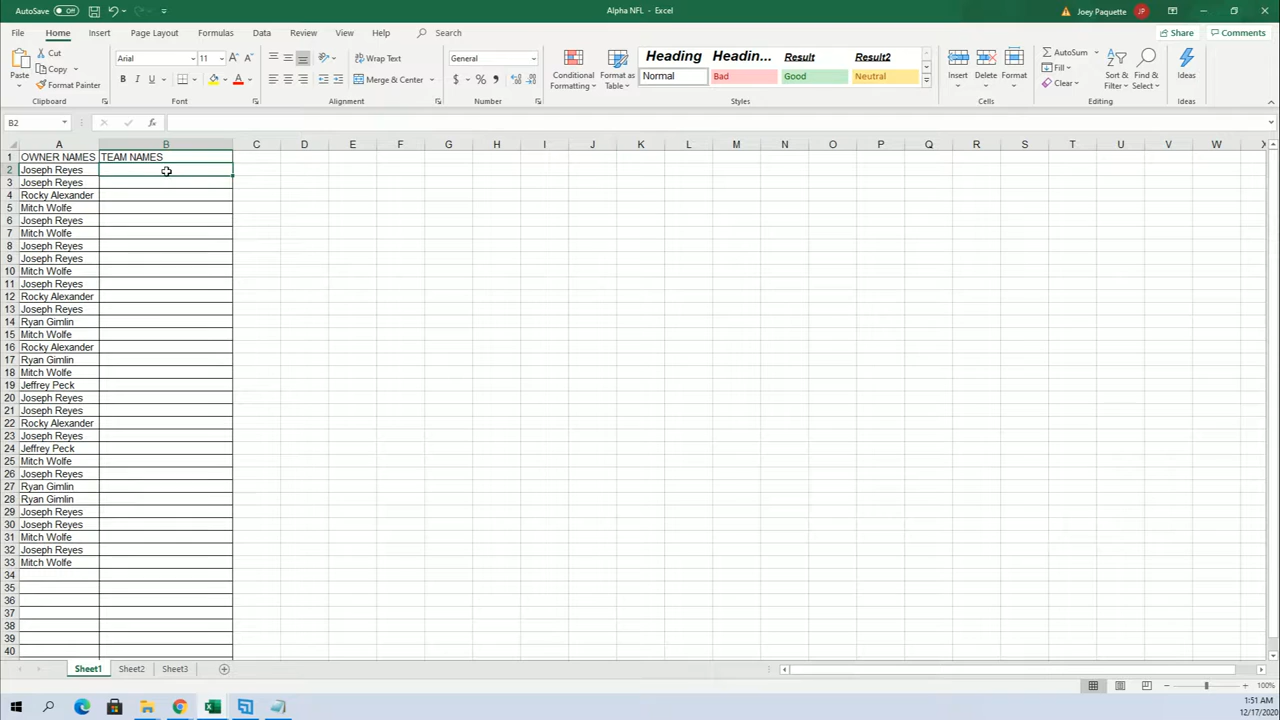 AutoSave Off Alpha NFL - Excel Joey Paquette JP
File Home Insert Page Layout Formulas Data Review View Help Search Share Comments
Paste Cut Copy Format Painter Clipboard
Arial 11 A A B I U A Font
ab Wrap Text Merge & Center Alignment
General $ % , Number
Conditional Formatting Format as Table
Heading Headin... Result Result2
Normal Bad Good Neutral
Styles
Insert Delete Format Cells
AutoSum Fill Clear Sort & Filter Find & Select Editing
Ideas Ideas
B2 fx
A B C D E F G H I J K L M N O P Q R S T U V W X
1 OWNER NAMES TEAM NAMES
2 Joseph Reyes
3 Joseph Reyes
4 Rocky Alexander
5 Mitch Wolfe
6 Joseph Reyes
7 Mitch Wolfe
8 Joseph Reyes
9 Joseph Reyes
10 Mitch Wolfe
11 Joseph Reyes
12 Rocky Alexander
13 Joseph Reyes
14 Ryan Gimlin
15 Mitch Wolfe
16 Rocky Alexander
17 Ryan Gimlin
18 Mitch Wolfe
19 Jeffrey Peck
20 Joseph Reyes
21 Joseph Reyes
22 Rocky Alexander
23 Joseph Reyes
24 Jeffrey Peck
25 Mitch Wolfe
26 Joseph Reyes
27 Ryan Gimlin
28 Ryan Gimlin
29 Joseph Reyes
30 Joseph Reyes
31 Mitch Wolfe
32 Joseph Reyes
33 Mitch Wolfe
34
35
36
37
38
39
40
Sheet1 Sheet2 Sheet3
100%
1:51 AM
12/17/2020